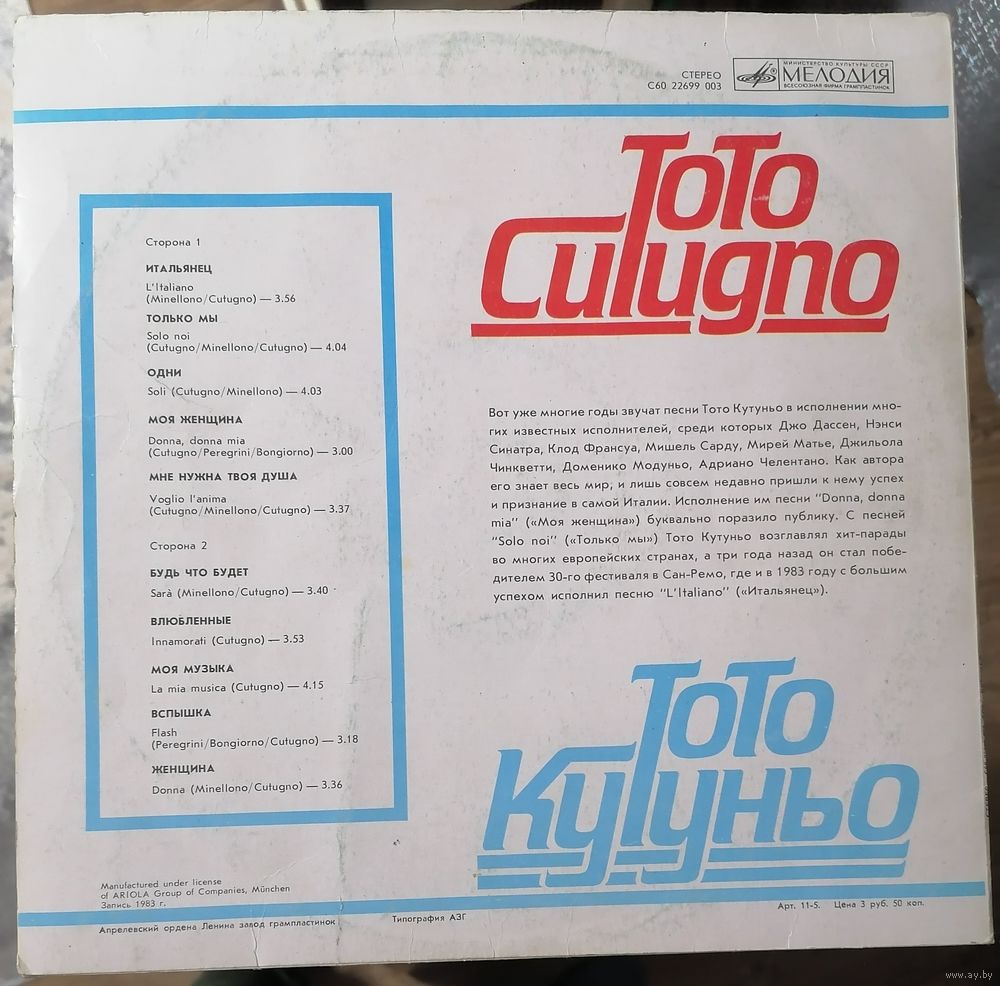 СТЕРЕО
С60 22699 003
МИНИСТЕРСТВО КУЛЬТУРЫ СССР
МЕЛОДИЯ
ВСЕСОЮЗНАЯ ФИРМА ГРАМПЛАСТИНОК
ToTo
Cutugno
Сторона 1
ИТАЛЬЯНЕЦ
L'Italiano
(Minellono/Cutugno) — 3.56
ТОЛЬКО МЫ
Solo noi
(Cutugno/Minellono/Cutugno) — 4.04
ОДНИ
Soli (Cutugno/Minellono) — 4.03
МОЯ ЖЕНЩИНА
Donna, donna mia
(Cutugno/Peregrini/Bongiorno) — 3.00
МНЕ НУЖНА ТВОЯ ДУША
Voglio l'anima
(Cutugno/Minellono/Cutugno) — 3.37
Сторона 2
БУДЬ ЧТО БУДЕТ
Sarà (Minellono/Cutugno) — 3.40
ВЛЮБЛЕННЫЕ
Innamorati (Cutugno) — 3.53
МОЯ МУЗЫКА
La mia musica (Cutugno) — 4.15
ВСПЫШКА
Flash
(Peregrini/Bongiorno/Cutugno) — 3.18
ЖЕНЩИНА
Donna (Minellono/Cutugno) — 3.36
Вот уже многие годы звучат песни Тото Кутуньо в исполнении мно-
гих известных исполнителей, среди которых Джо Дассен, Нэнси
Синатра, Клод Франсуа, Мишель Сарду, Мирей Матье, Джильола
Чинкветти, Доменико Модуньо, Адриано Челентано. Как автора
его знает весь мир, и лишь совсем недавно пришли к нему успех
и признание в самой Италии. Исполнение им песни "Donna, donna
mia" («Моя женщина») буквально поразило публику. С песней
"Solo noi" («Только мы») Тото Кутуньо возглавлял хит-парады
во многих европейских странах, а три года назад он стал побе-
дителем 30-го фестиваля в Сан-Ремо, где и в 1983 году с большим
успехом исполнил песню "L'Italiano" («Итальянец»).
ToTo
Кутуньо
Manufactured under license
of ARIOLA Group of Companies, München
Запись 1983 г.
Апрелевский ордена Ленина завод грампластинок
Типография АЗГ
Арт. 11-5. Цена 3 руб. 50 коп.
www.ay.by